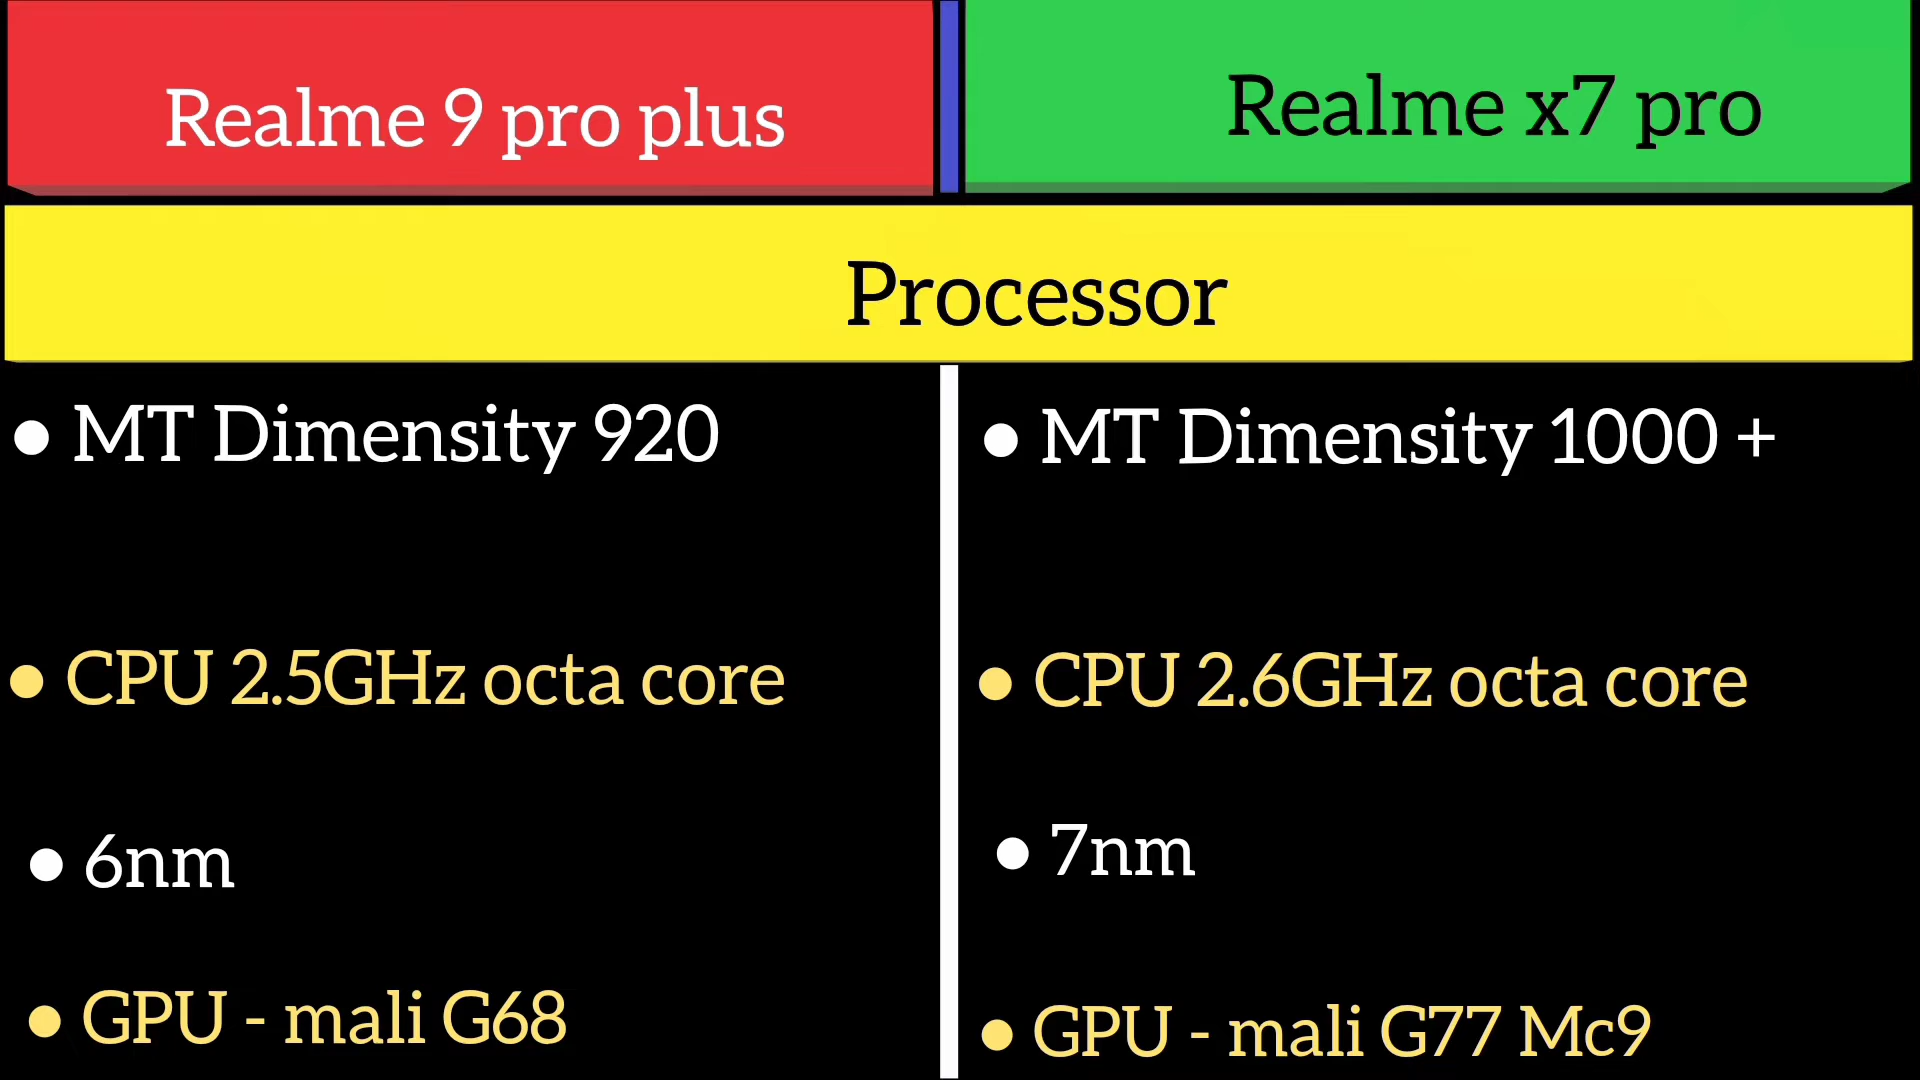 Realme 9 pro plus
Realme x7 pro
Processor
• MT Dimensity 920
• MT Dimensity 1000 +
• CPU 2.5GHz octa core
• CPU 2.6GHz octa core
• 6nm
• 7nm
• GPU - mali G68
• GPU - mali G77 Mc9